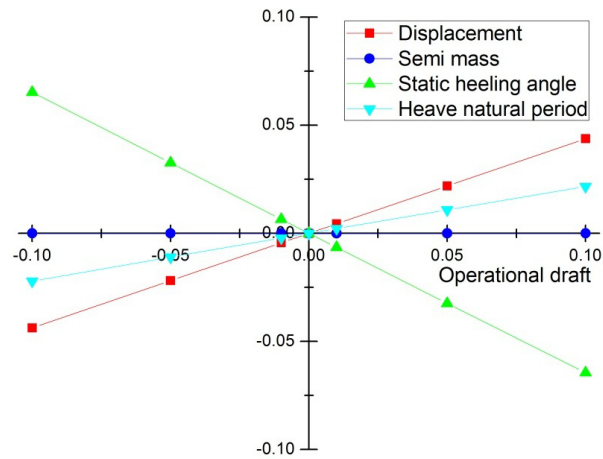 0.10
Displacement
Semi mass
Static heeling angle
Heave natural period
0.05
-0.10
-0.05
0.00
0.00
0.05
0.10
Operational draft
-0.05
-0.10